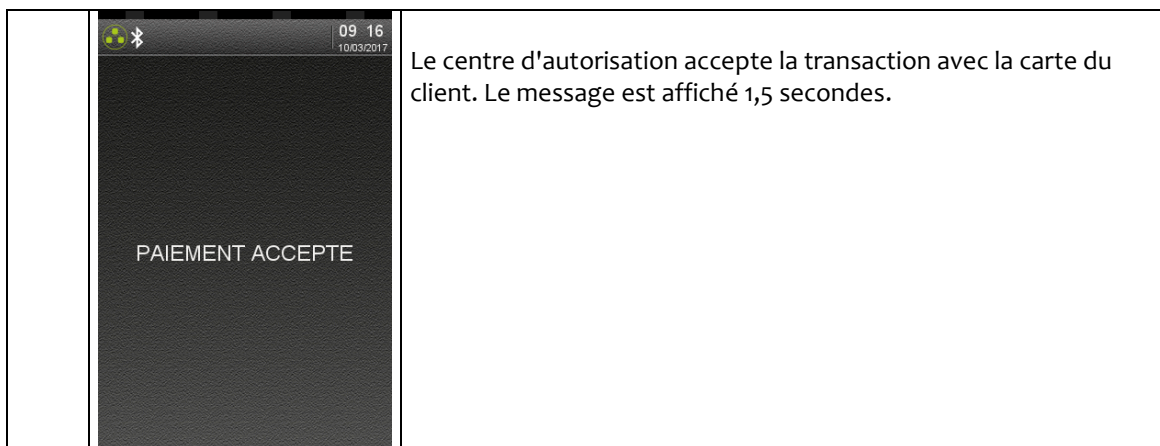 09 16
10/03/2017
PAIEMENT ACCEPTE
Le centre d'autorisation accepte la transaction avec la carte du
client. Le message est affiché 1,5 secondes.